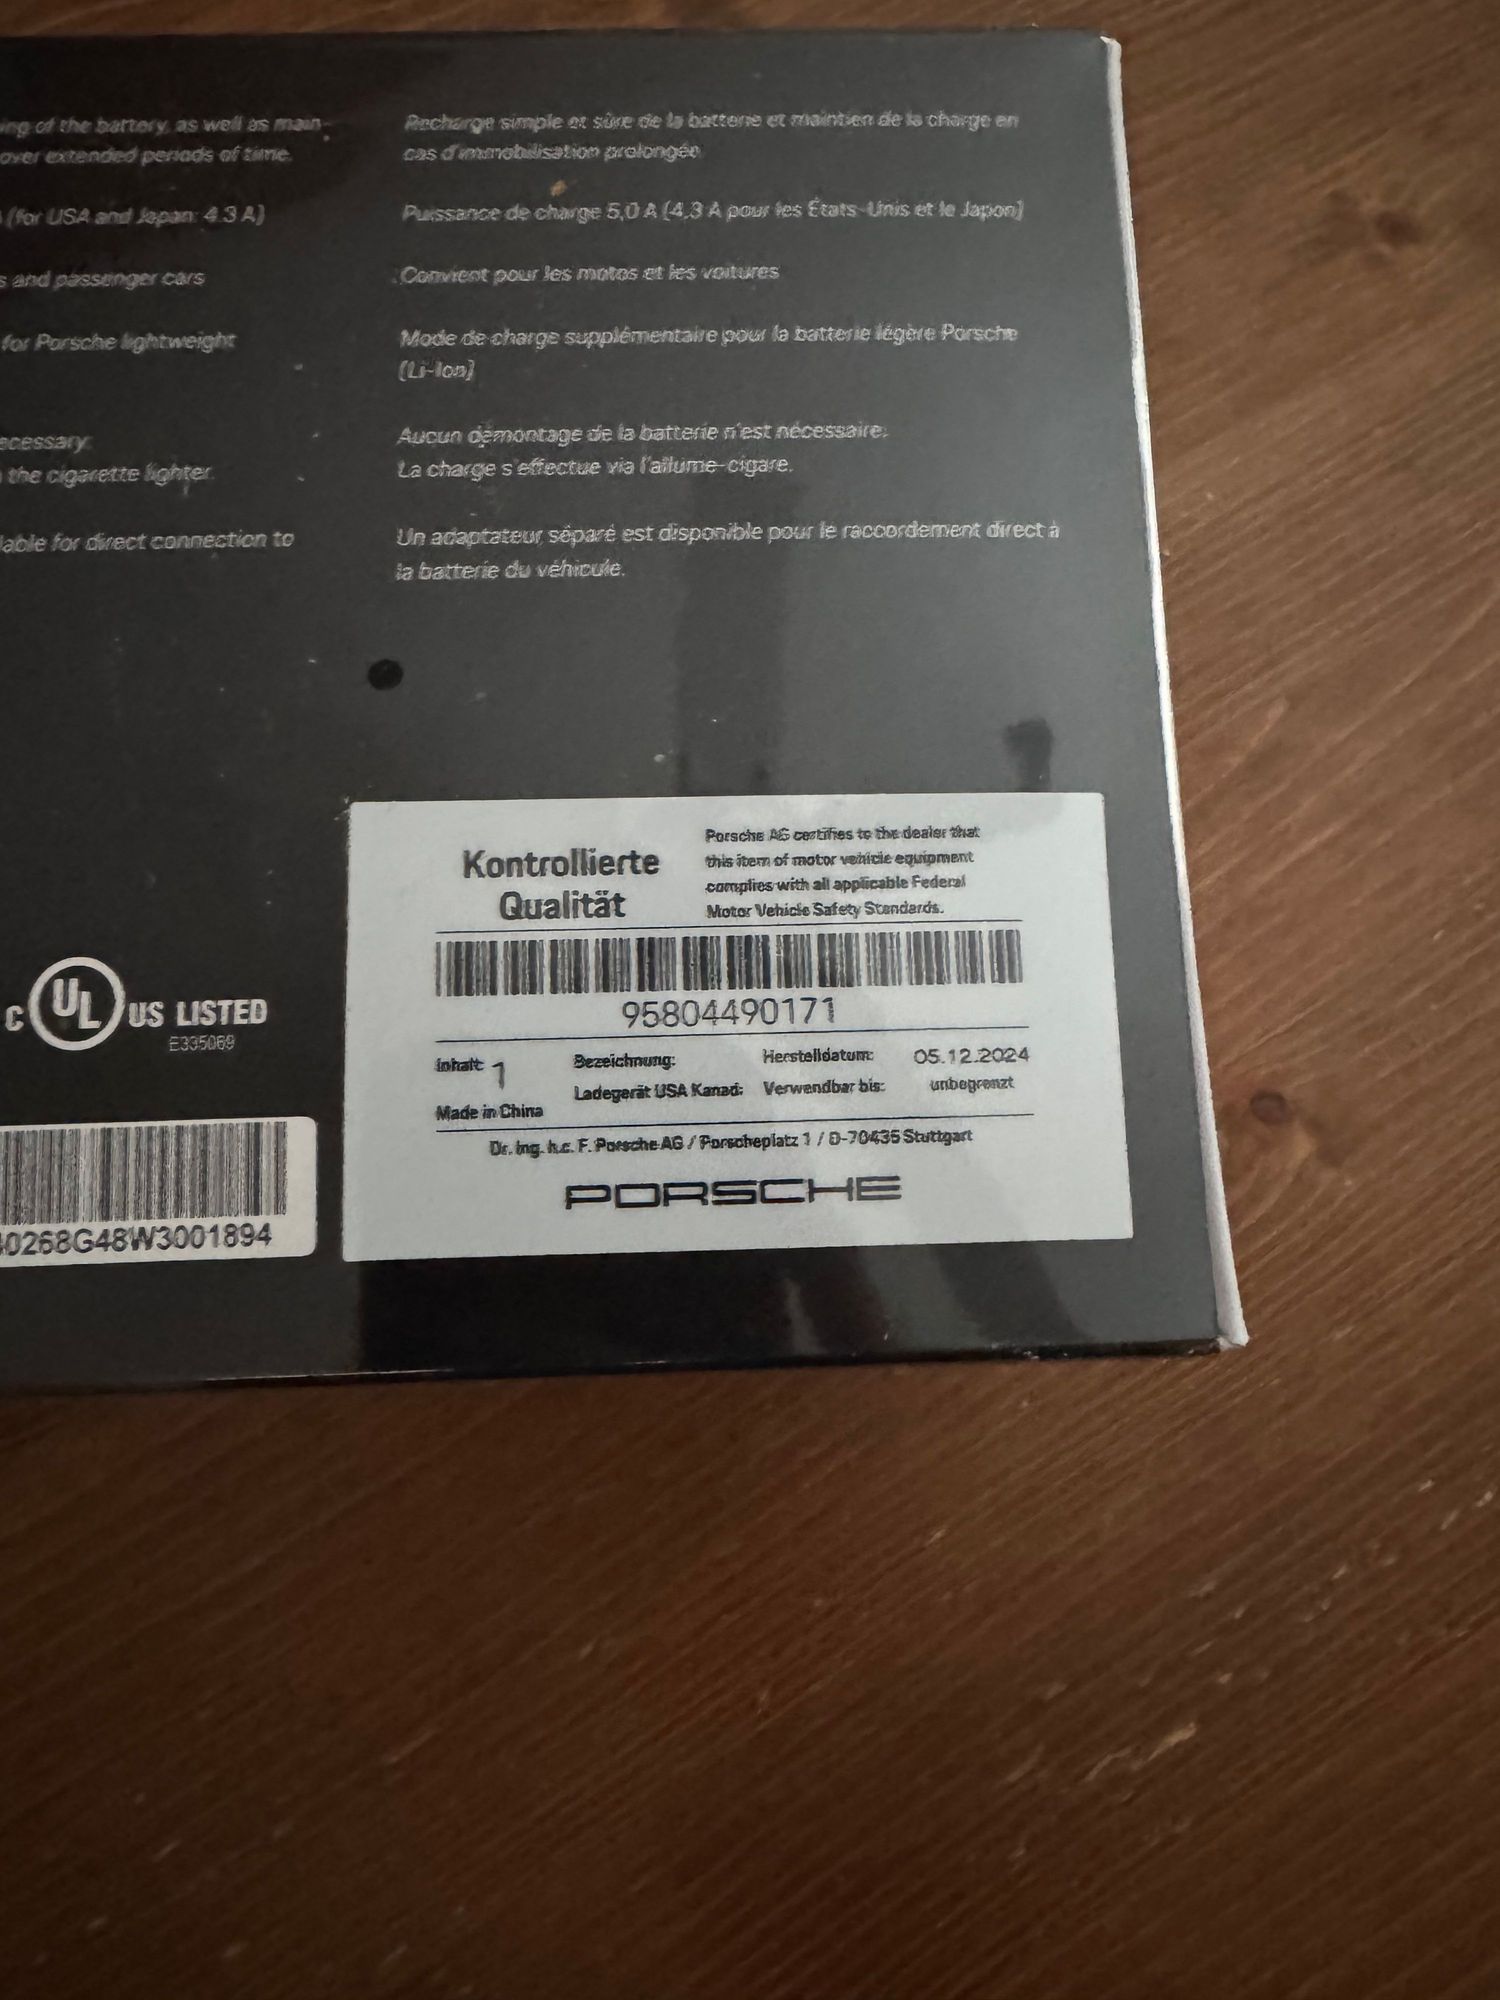 ing of the battery, as well as main-
over extended periods of time.
(for USA and Japan: 4.3 A)
s and passenger cars
for Porsche lightweight
ecessary.
the cigarette lighter.
lable for direct connection to
Recharge simple et sûre de la batterie et maintien de la charge en
cas d'immobilisation prolongée
Puissance de charge 5,0 A (4,3 A pour les États-Unis et le Japon)
Convient pour les motos et les voitures
Mode de charge supplémentaire pour la batterie légère Porsche
(Li-Ion)
Aucun démontage de la batterie n'est nécessaire.
La charge s'effectue via l'allume-cigare.
Un adaptateur séparé est disponible pour le raccordement direct à
la batterie du véhicule.
C UL US LISTED
E335069
0268G48W3001894
Kontrollierte
Qualität
Porsche AG certifies to the dealer that
this item of motor vehicle equipment
complies with all applicable Federal
Motor Vehicle Safety Standards.
95804490171
Inhalt: 1 Bezeichnung: Herstelldatum: 05.12.2024
Ladegerät USA Kanad: Verwendbar bis: unbegrenzt
Made in China
Dr. Ing. h.c. F. Porsche AG / Porscheplatz 1 / D-70435 Stuttgart
PORSCHE